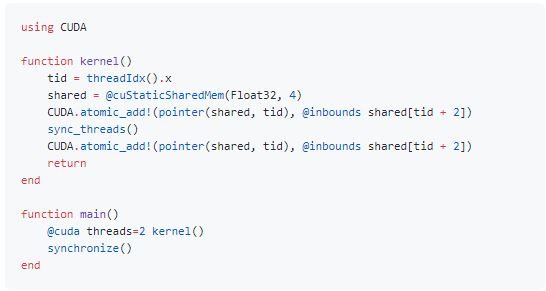 using CUDA
function kernel()
    tid = threadIdx().x
    shared = @cuStaticSharedMem(Float32, 4)
    CUDA.atomic_add!(pointer(shared, tid), @inbounds shared[tid + 2])
    sync_threads()
    CUDA.atomic_add!(pointer(shared, tid), @inbounds shared[tid + 2])
    return
end
function main()
    @cuda threads=2 kernel()
    synchronize()
end